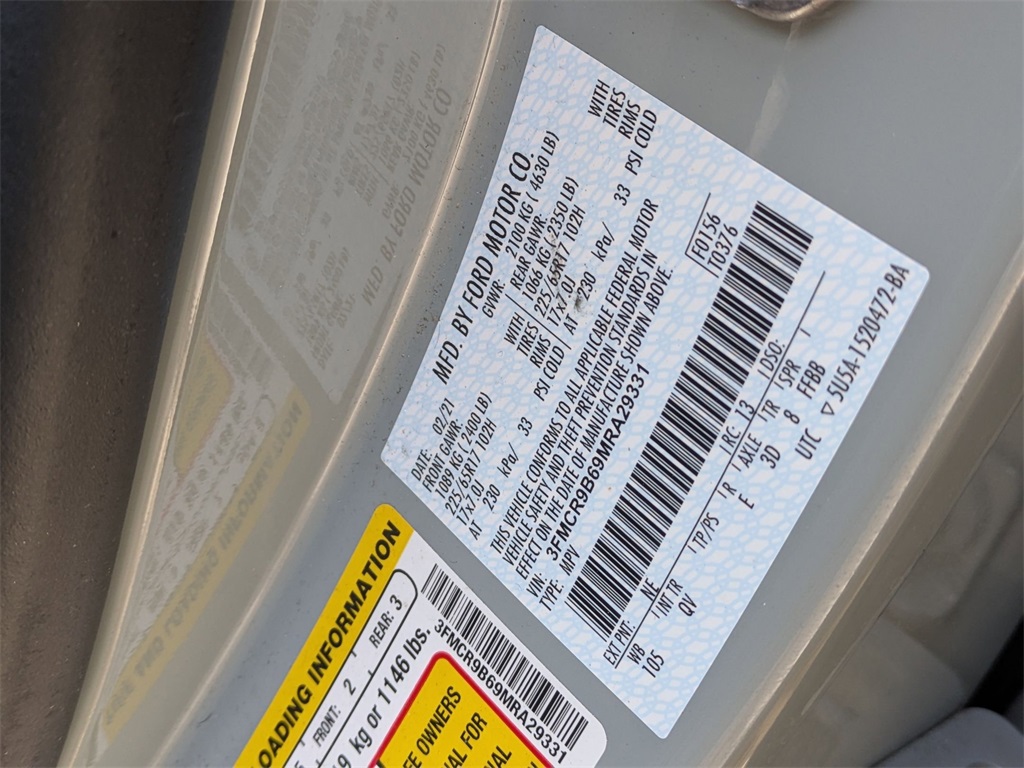 MFD. BY FORD MOTOR CO.
DATE: 02/21 GVWR: 2100 KG ( 4630 LB)
FRONT GAWR: REAR GAWR:
1089 KG ( 2400 LB) WITH 1066 KG ( 2350 LB) WITH
225/65R17 102H TIRES 225/65R17 102H TIRES
17x7.0J RIMS 17x7.0J RIMS
AT 230 kPa/ 33 PSI COLD AT 230 kPa/ 33 PSI COLD
THIS VEHICLE CONFORMS TO ALL APPLICABLE FEDERAL MOTOR
VEHICLE SAFETY AND THEFT PREVENTION STANDARDS IN
EFFECT ON THE DATE OF MANUFACTURE SHOWN ABOVE.
VIN: 3FMCR9B69MRA29331
TYPE: MPV
F0156
T0376
EXT PNT: NE RC: 13 DSO:
WB INT TR TP/PS R AXLE TR SPR
105 QV E 3D 8 FFBB
UTC 5U5A-1520472-BA
LOADING INFORMATION
FRONT: 2 REAR: 3
kg or 1146 lbs.
3FMCR9B69MRA29331
OWNERS
FOR